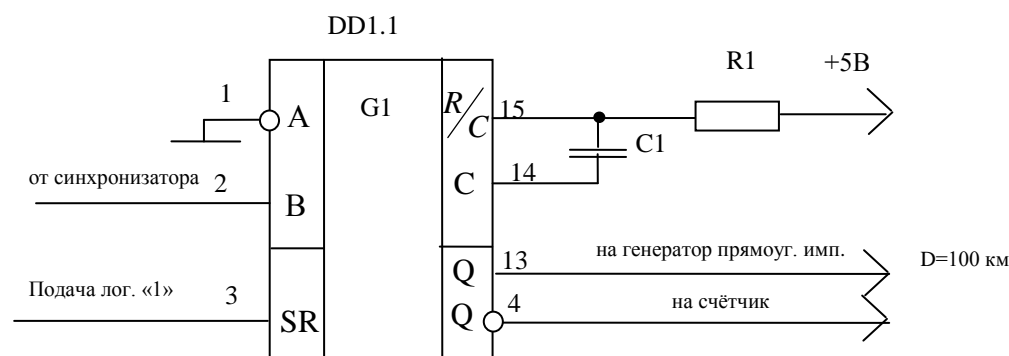 DD1.1
R1
+5В
1
A
G1
R/C
15
C1
от синхронизатора
2
B
C
14
Q
13
на генератор прямоуг. имп.
D=100 км
Подача лог. «1»
3
SR
Q
4
на счётчик